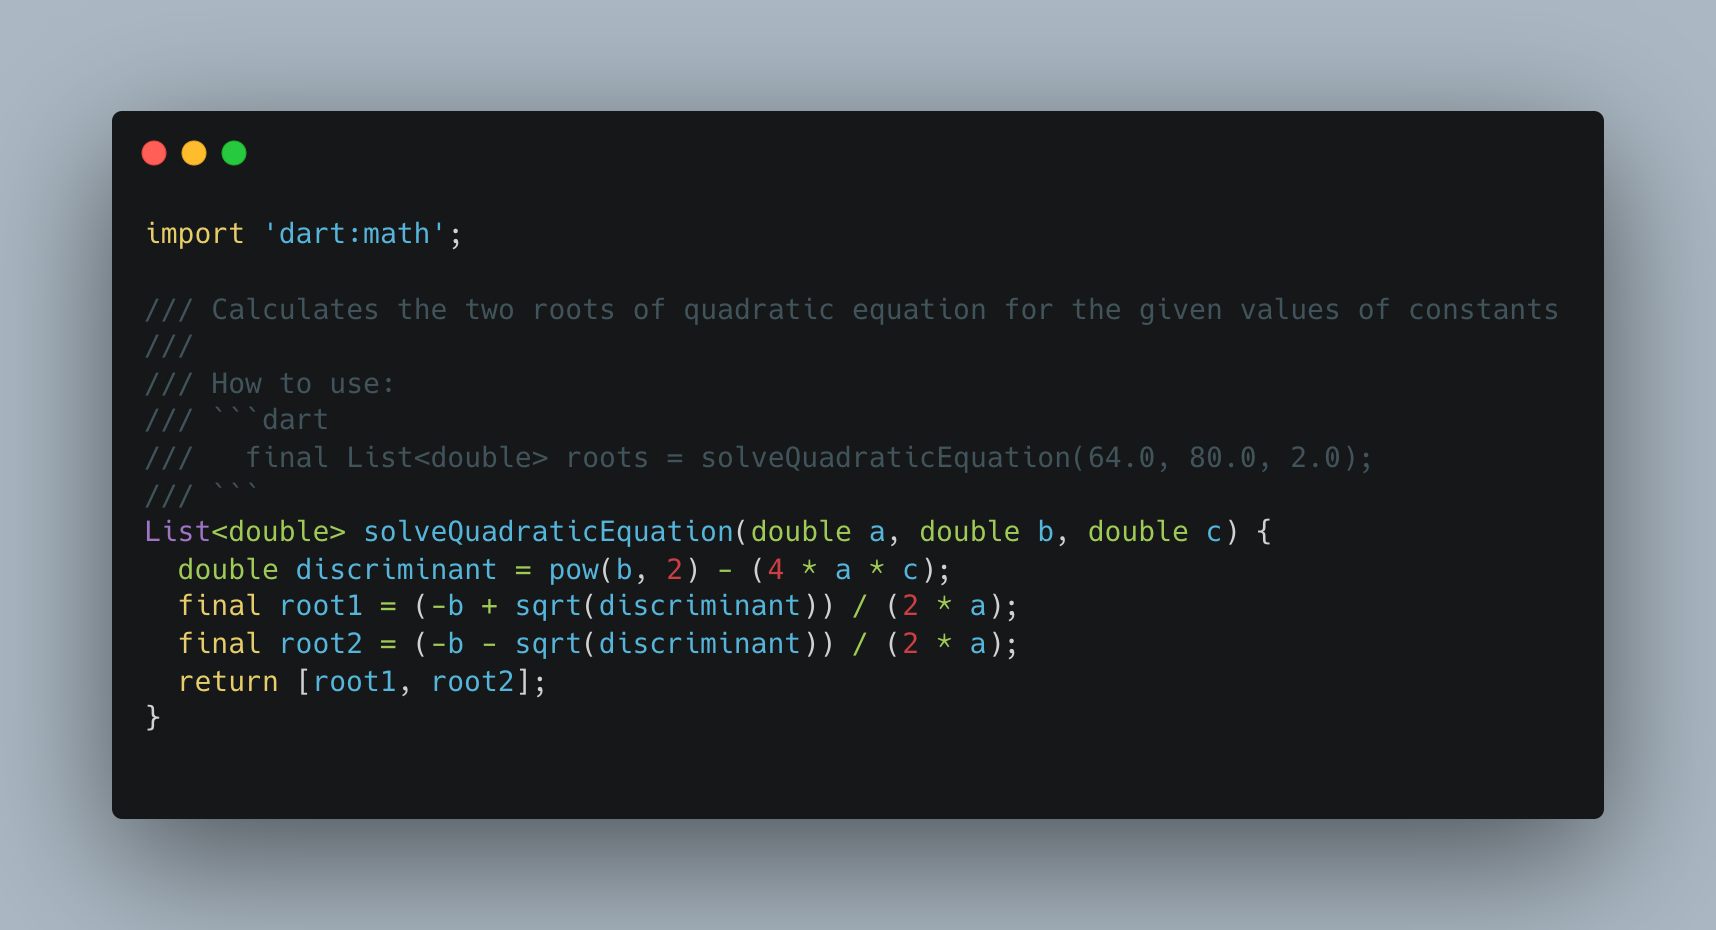 import 'dart:math';

/// Calculates the two roots of quadratic equation for the given values of constants
///
/// How to use:
/// ```dart
///   final List<double> roots = solveQuadraticEquation(64.0, 80.0, 2.0);
/// ```
List<double> solveQuadraticEquation(double a, double b, double c) {
  double discriminant = pow(b, 2) - (4 * a * c);
  final root1 = (-b + sqrt(discriminant)) / (2 * a);
  final root2 = (-b - sqrt(discriminant)) / (2 * a);
  return [root1, root2];
}